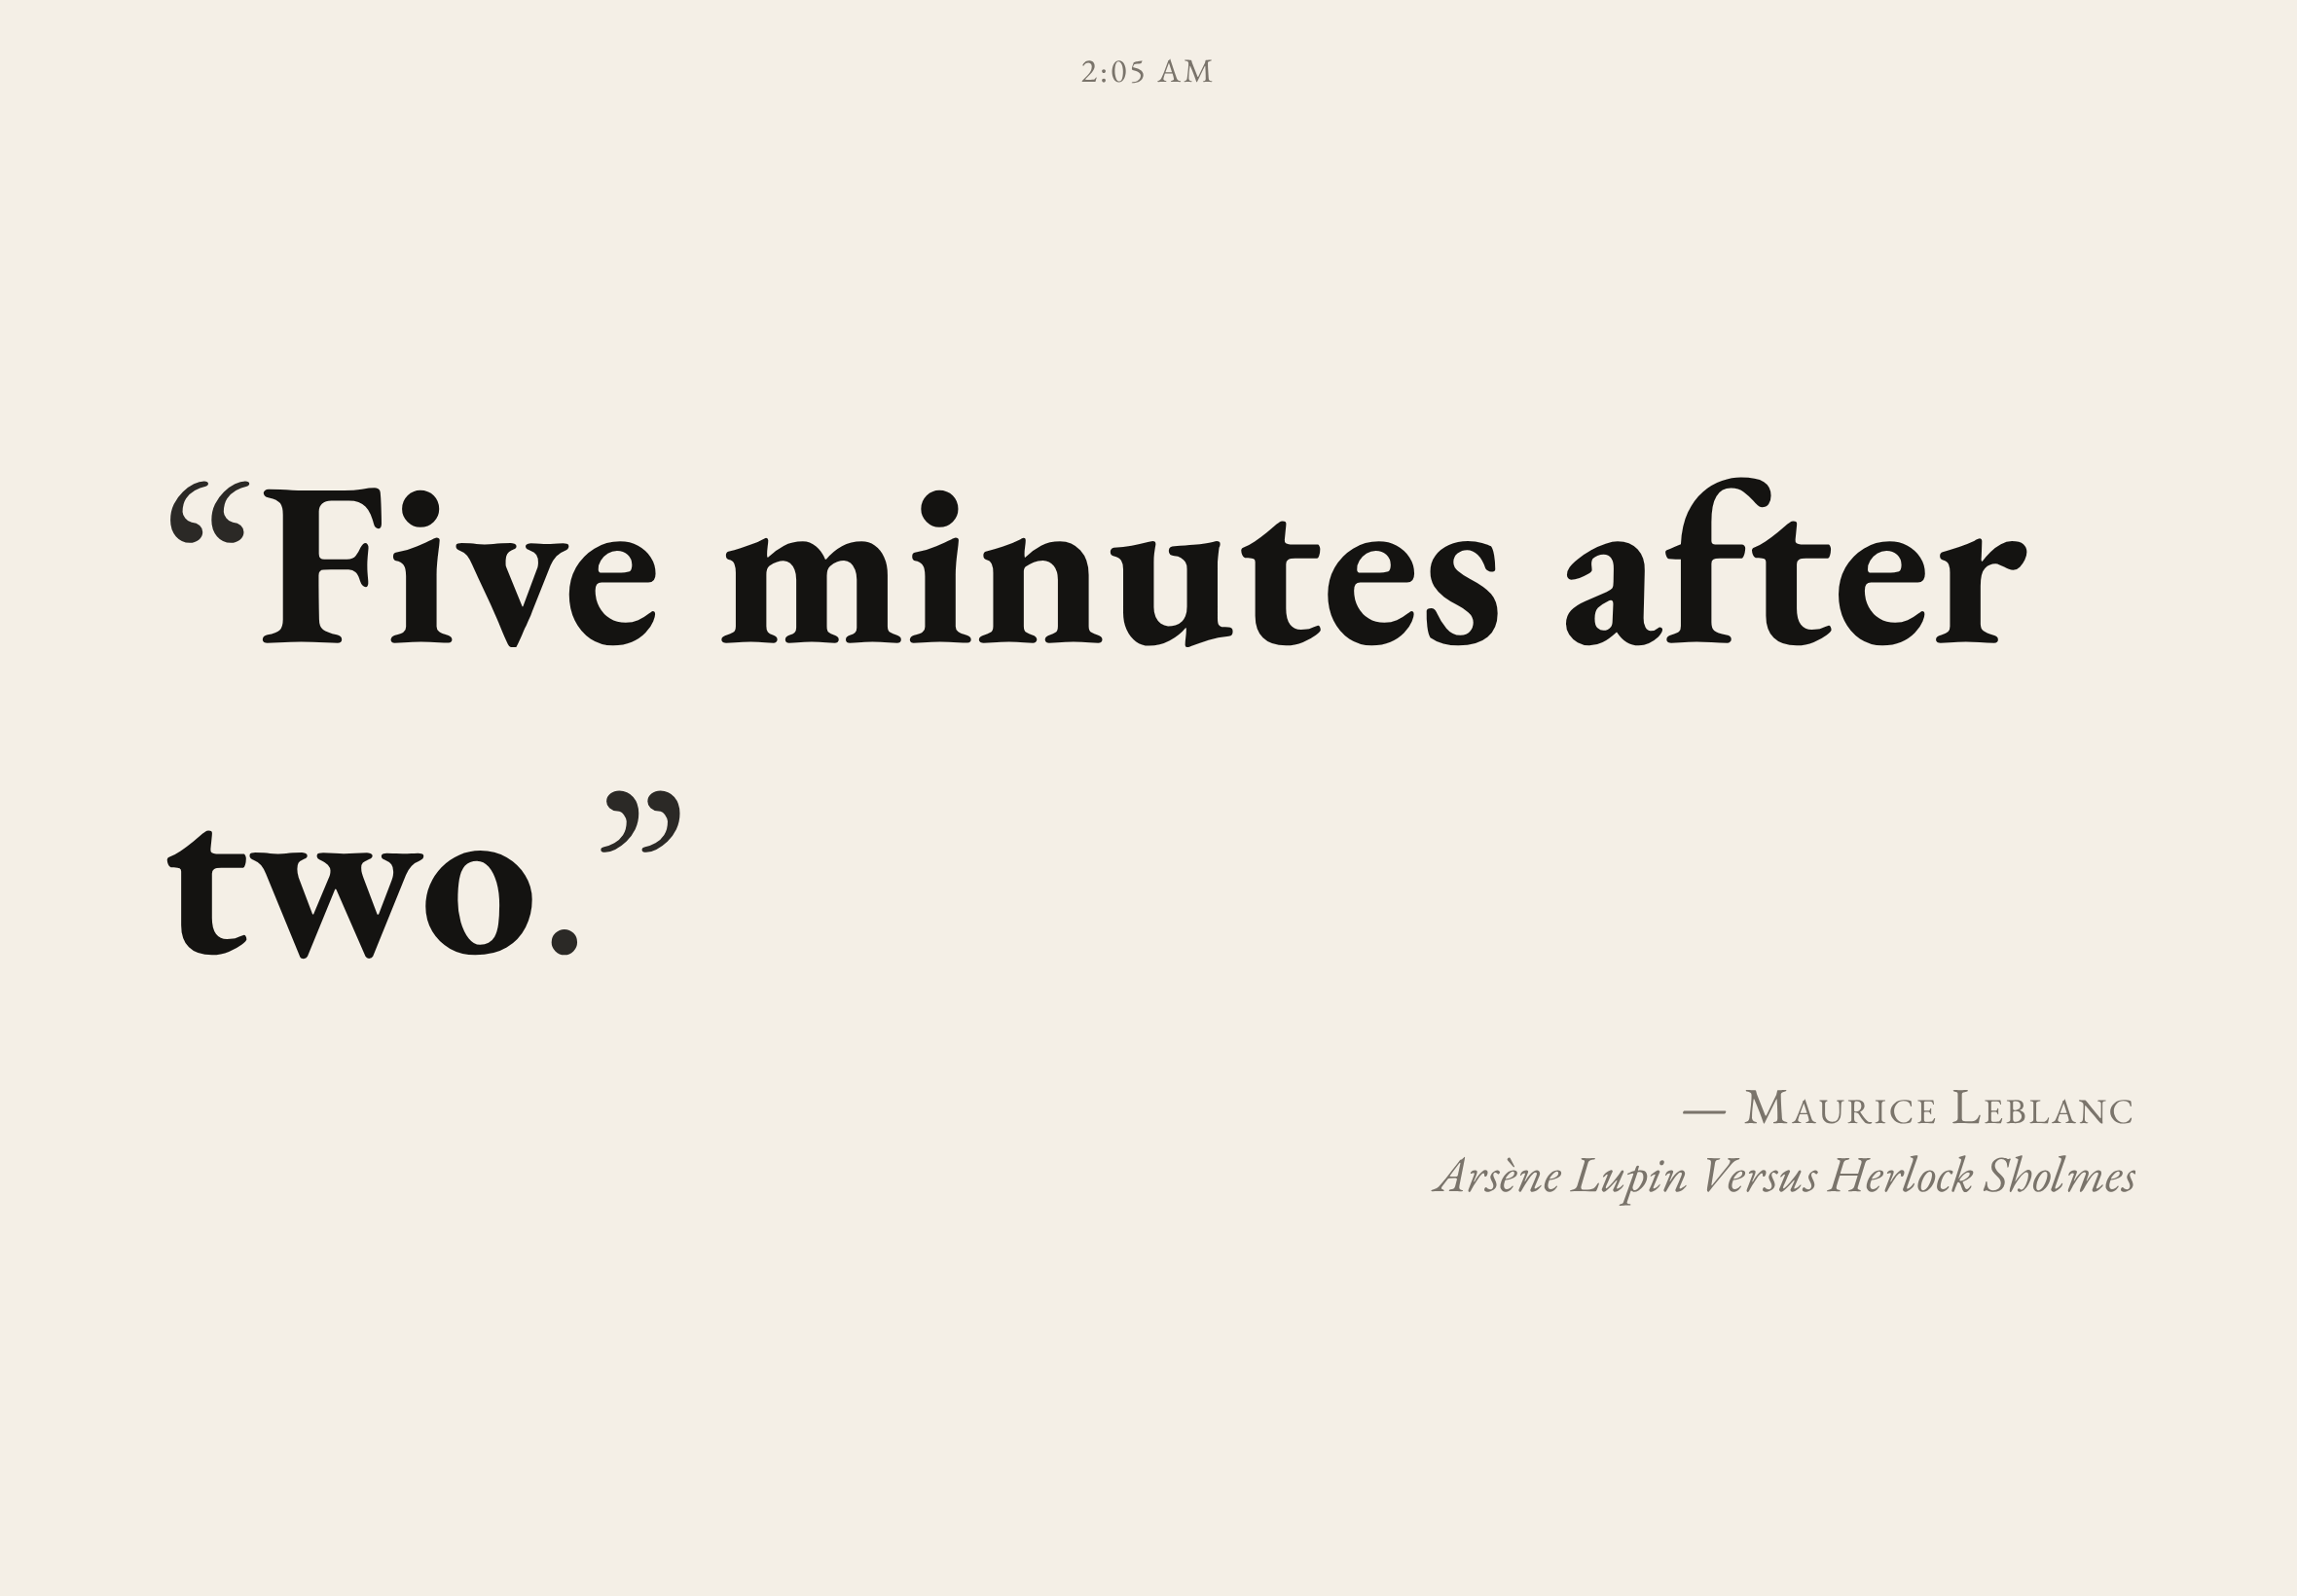 2:05 AM
“Five minutes after
two.”
— Maurice Leblanc
Arsène Lupin Versus Herlock Sholmes